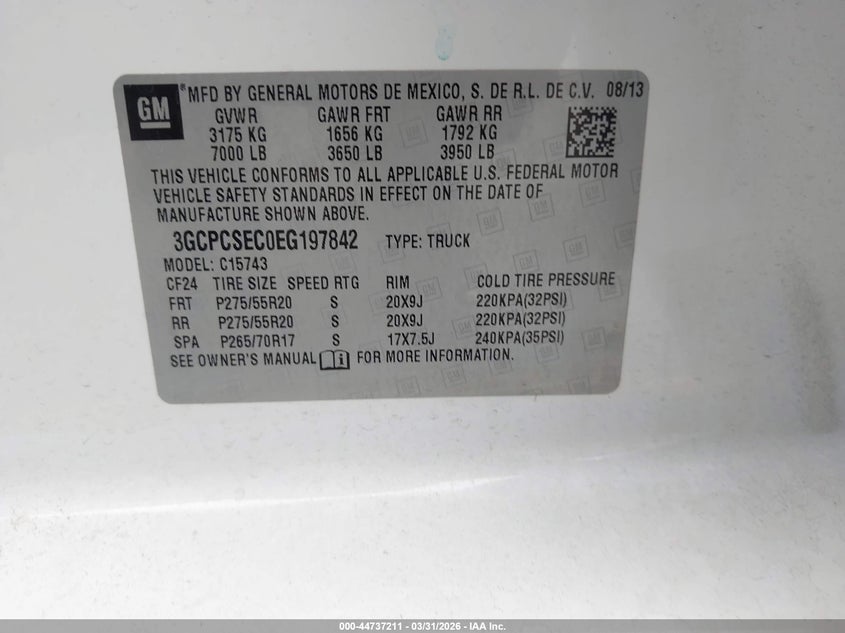 GM ® MFD BY GENERAL MOTORS DE MEXICO, S. DE R.L. DE C.V. 08/13
GVWR GAWR FRT GAWR RR
3175 KG 1656 KG 1792 KG
7000 LB 3650 LB 3950 LB
THIS VEHICLE CONFORMS TO ALL APPLICABLE U.S. FEDERAL MOTOR
VEHICLE SAFETY STANDARDS IN EFFECT ON THE DATE OF
MANUFACTURE SHOWN ABOVE.
3GCPCSEC0EG197842 TYPE: TRUCK
MODEL: C15743
CF24 TIRE SIZE SPEED RTG RIM COLD TIRE PRESSURE
FRT P275/55R20 S 20X9J 220KPA(32PSI)
RR P275/55R20 S 20X9J 220KPA(32PSI)
SPA P265/70R17 S 17X7.5J 240KPA(35PSI)
SEE OWNER'S MANUAL i FOR MORE INFORMATION.
000-44737211 - 03/31/2026 - IAA Inc.